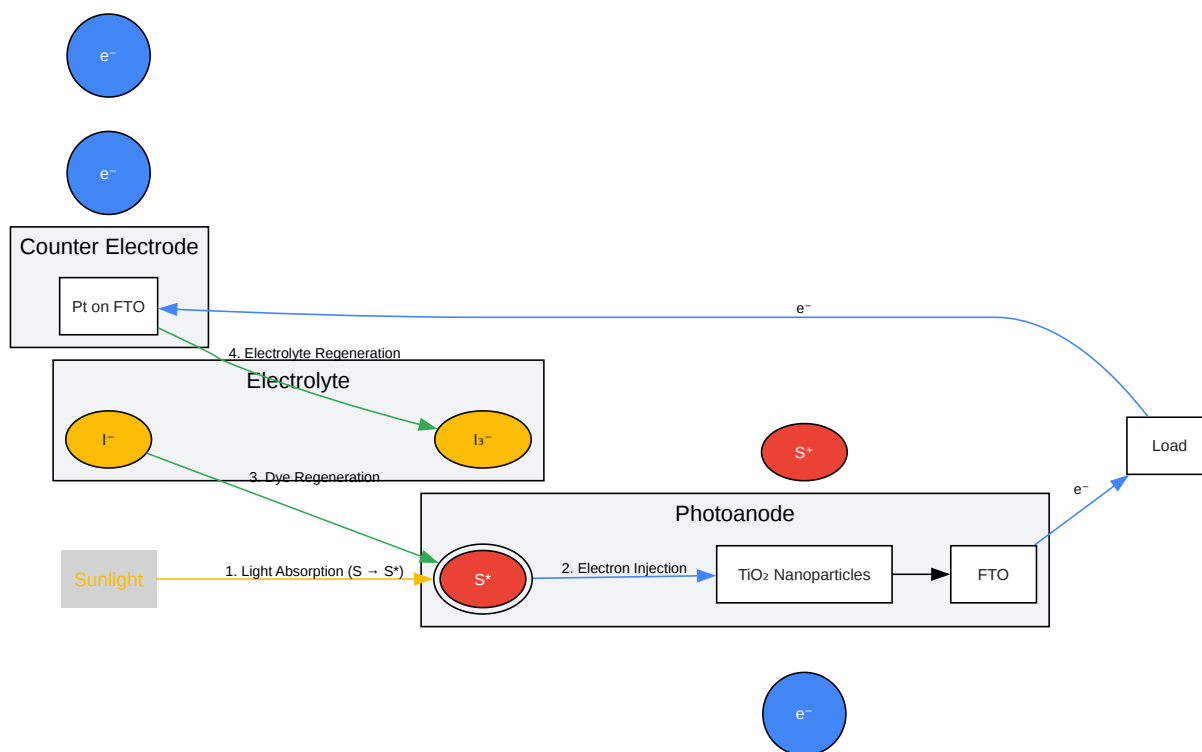 e⁻
e⁻
Counter Electrode
Pt on FTO
e⁻
4. Electrolyte Regeneration
Electrolyte
I⁻
I₃⁻
S⁺
Load
3. Dye Regeneration
e⁻
Photoanode
Sunlight
1. Light Absorption (S → S*)
S*
2. Electron Injection
TiO₂ Nanoparticles
FTO
e⁻